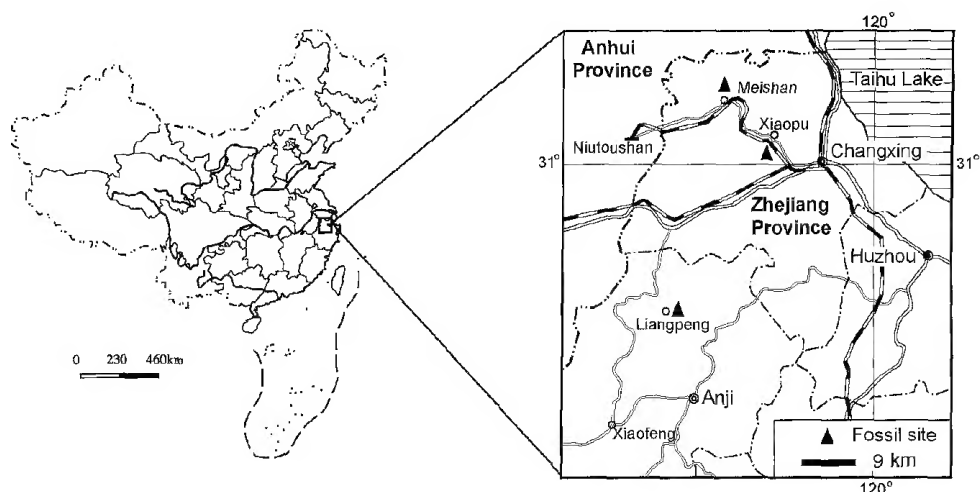 0 230 460km
120°
Anhui
Province
Taihu Lake
Meishan
Xiaopu
Niutoushan
31°
31°
Changxing
Zhejiang
Province
Huzhou
Liangpeng
Anji
Xiaofeng
Fossil site
9 km
120°